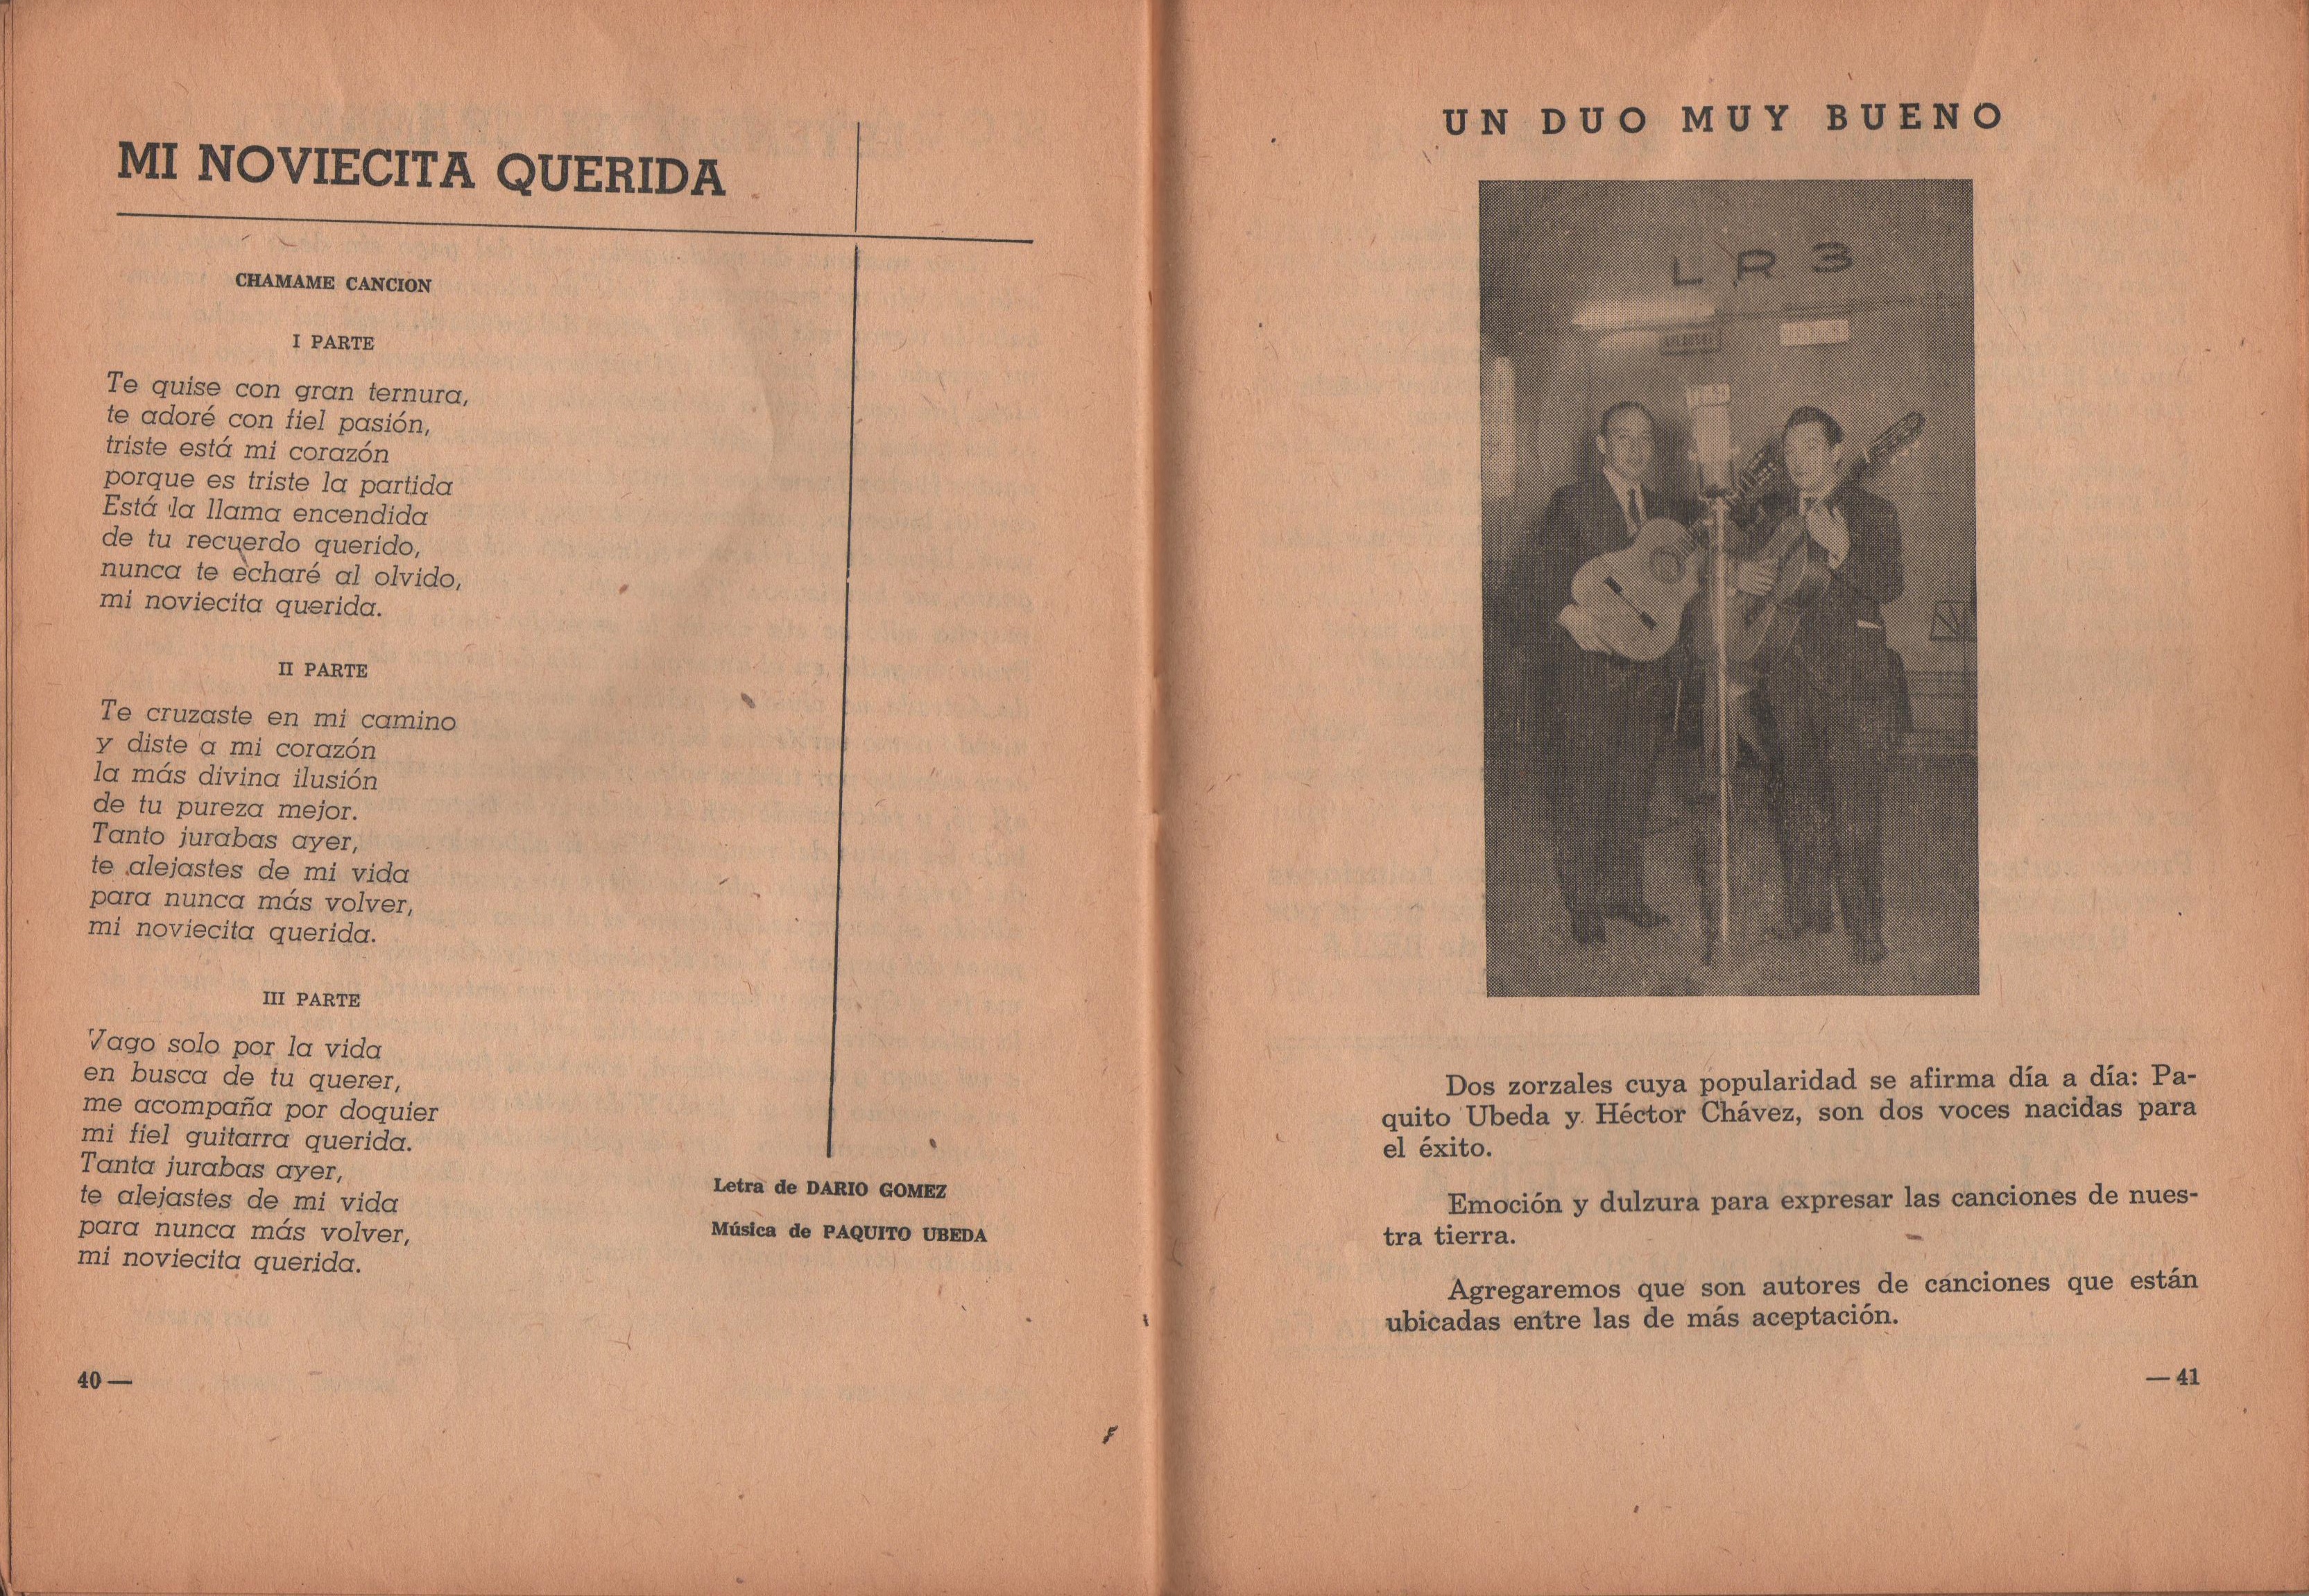 MI NOVIECITA QUERIDA
CHAMAME CANCION
I PARTE
Te quise con gran ternura,
te adoré con fiel pasión,
triste está mi corazón
porque es triste la partida
Está la llama encendida
de tu recuerdo querido,
nunca te echaré al olvido,
mi noviecita querida.
II PARTE
Te cruzaste en mi camino
y diste a mi corazón
la más divina ilusión
de tu pureza mejor.
Tanto jurabas ayer,
te alejastes de mi vida
para nunca más volver,
mi noviecita querida.
III PARTE
Vago solo por la vida
en busca de tu querer,
me acompaña por doquier
mi fiel guitarra querida.
Tanta jurabas ayer,
te alejastes de mi vida
para nunca más volver,
mi noviecita querida.
Letra de DARIO GOMEZ
Música de PAQUITO UBEDA
40 —
UN DUO MUY BUENO
LR3
Dos zorzales cuya popularidad se afirma día a día: Pa-
quito Ubeda y Héctor Chávez, son dos voces nacidas para
el éxito.
Emoción y dulzura para expresar las canciones de nues-
tra tierra.
Agregaremos que son autores de canciones que están
ubicadas entre las de más aceptación.
— 41